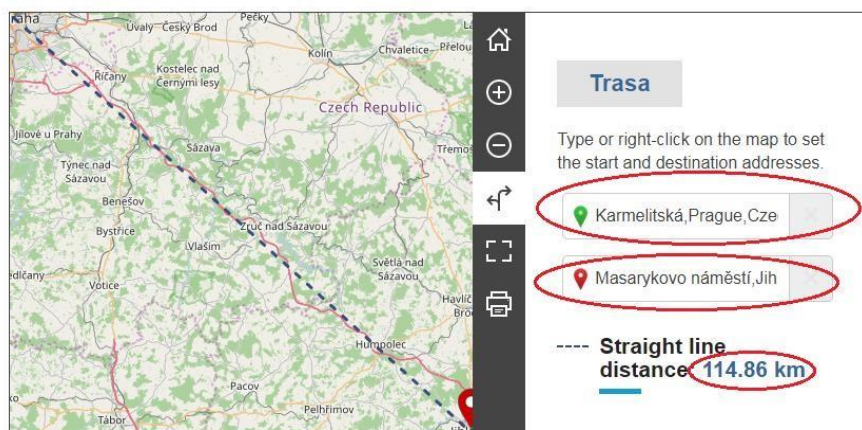 raha
Úvaly
Český Brod
Pečky
Kolín
Chvaletice
Přelou
Říčany
Kostelec nad
Černými lesy
Czech Republic
Jílové u Prahy
Sázava
Třemoš
Týnec nad
Sázavou
Benešov
Bystřice
Zruč nad Sázavou
Vlašim
Světlá nad
Sázavou
edlčany
Votice
Havlíč
Bro
Humpolec
Pacov
Pelhřimov
Tábor
Trasa
Type or right-click on the map to set
the start and destination addresses.
Karmelitská,Prague,Cze
Masarykovo náměstí,Jih
Straight line
distance 114.86 km